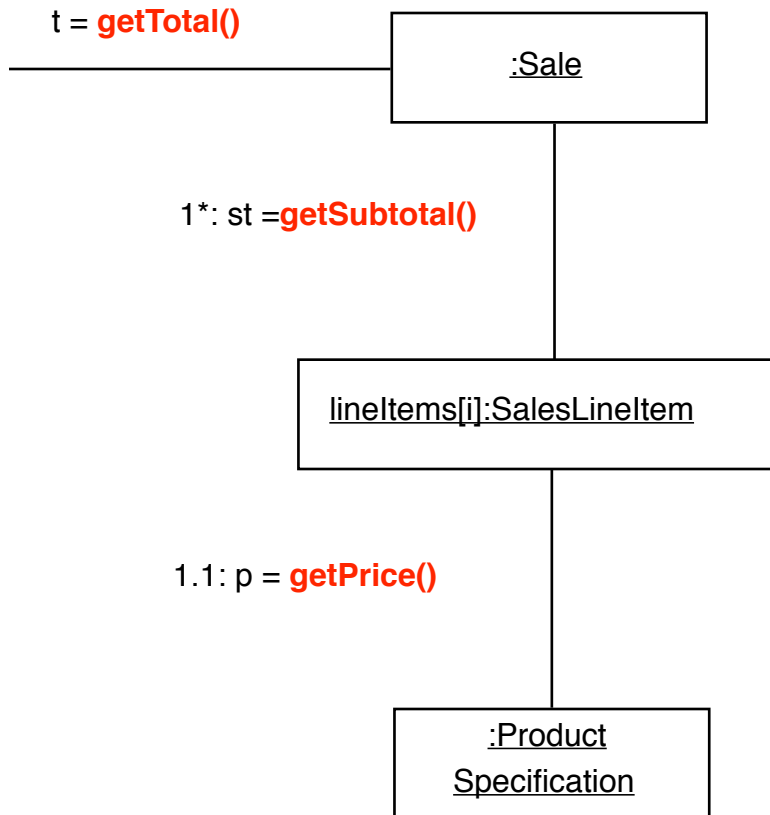 t = getTotal()
:Sale
1*: st =getSubtotal()
lineItems[i]:SalesLineItem
1.1: p = getPrice()
:Product
Specification